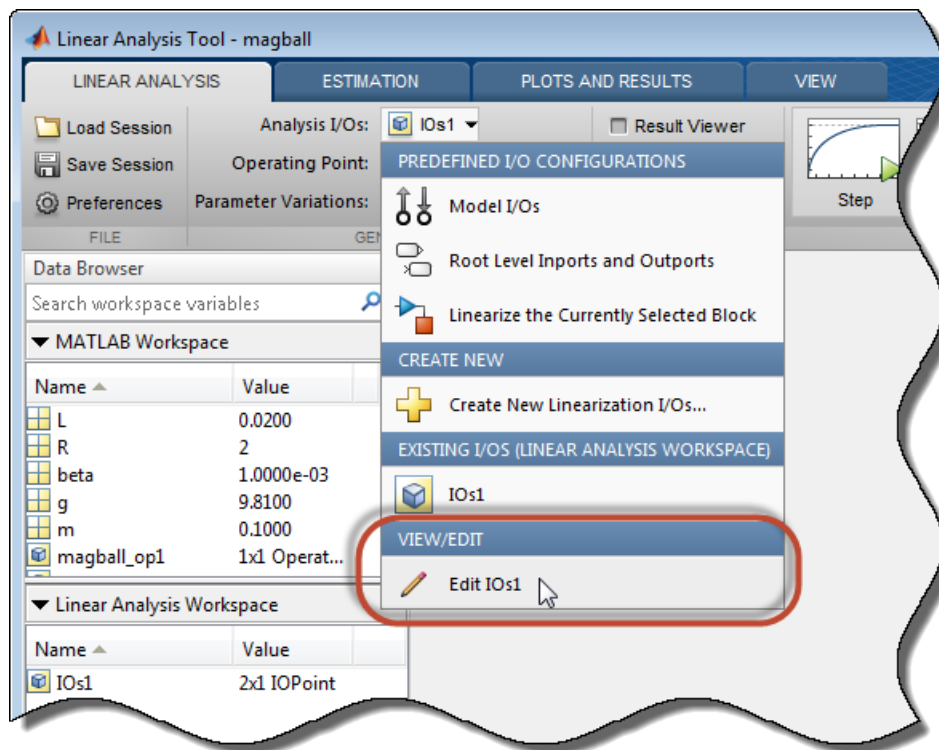 Linear Analysis Tool - magball
LINEAR ANALYSIS ESTIMATION PLOTS AND RESULTS VIEW
Load Session
Save Session
Preferences
FILE
Analysis I/Os: IOs1
Operating Point:
Parameter Variations:
GEN
Result Viewer
Step
PREDEFINED I/O CONFIGURATIONS
Model I/Os
Root Level Inports and Outports
Linearize the Currently Selected Block
CREATE NEW
Create New Linearization I/Os...
EXISTING I/OS (LINEAR ANALYSIS WORKSPACE)
IOs1
VIEW/EDIT
Edit IOs1
Data Browser
Search workspace variables
MATLAB Workspace
Name Value
L 0.0200
R 2
beta 1.0000e-03
g 9.8100
m 0.1000
magball_op1 1x1 Operat...
Linear Analysis Workspace
Name Value
IOs1 2x1 IOPoint